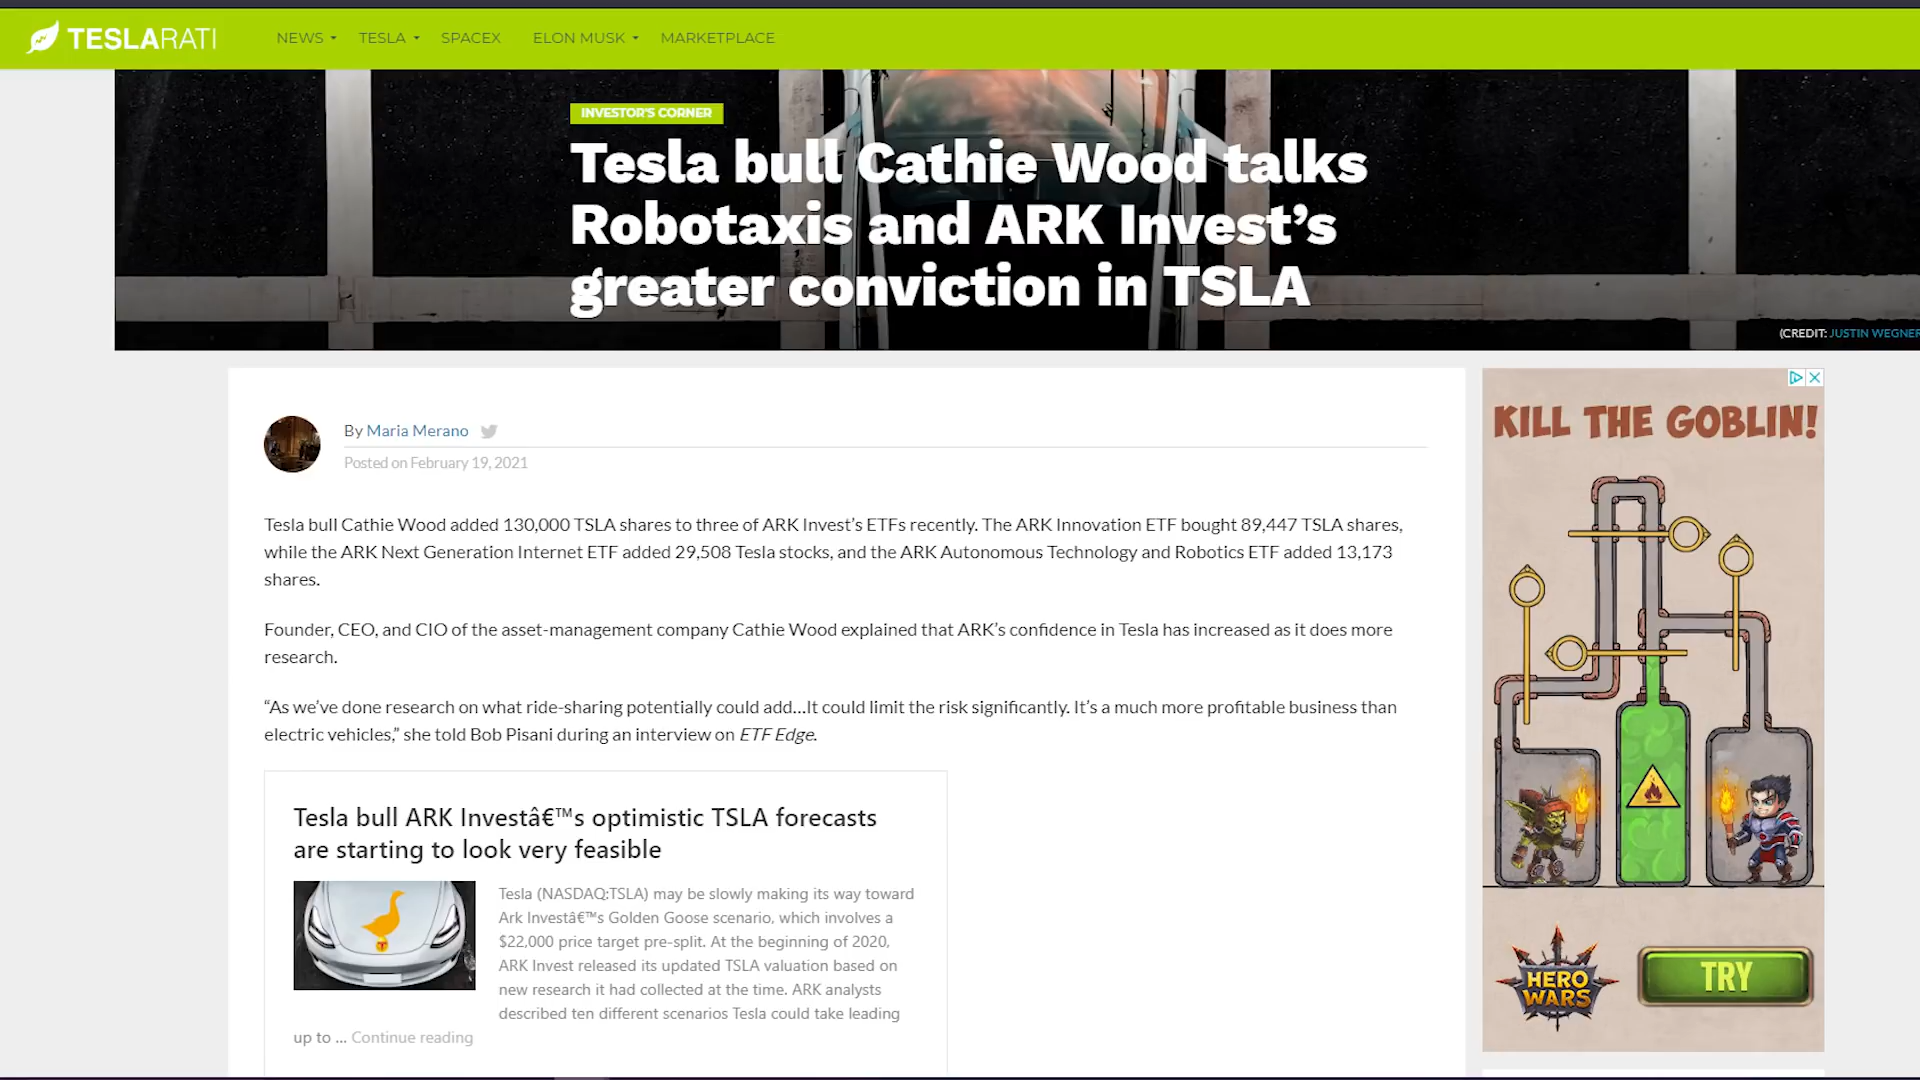 TESLARATI
NEWS TESLA SPACEX ELON MUSK MARKETPLACE
INVESTOR'S CORNER
Tesla bull Cathie Wood talks
Robotaxis and ARK Invest’s
greater conviction in TSLA
(CREDIT: JUSTIN WEGNER
By Maria Merano
Posted on February 19, 2021
Tesla bull Cathie Wood added 130,000 TSLA shares to three of ARK Invest’s ETFs recently. The ARK Innovation ETF bought 89,447 TSLA shares,
while the ARK Next Generation Internet ETF added 29,508 Tesla stocks, and the ARK Autonomous Technology and Robotics ETF added 13,173
shares.
Founder, CEO, and CIO of the asset-management company Cathie Wood explained that ARK’s confidence in Tesla has increased as it does more
research.
“As we’ve done research on what ride-sharing potentially could add…It could limit the risk significantly. It’s a much more profitable business than
electric vehicles,” she told Bob Pisani during an interview on ETF Edge.
Tesla bull ARK Investâ€™s optimistic TSLA forecasts
are starting to look very feasible
Tesla (NASDAQ:TSLA) may be slowly making its way toward
Ark Investâ€™s Golden Goose scenario, which involves a
$22,000 price target pre-split. At the beginning of 2020,
ARK Invest released its updated TSLA valuation based on
new research it had collected at the time. ARK analysts
described ten different scenarios Tesla could take leading
up to ... Continue reading
KILL THE GOBLIN!
HERO
WARS
TRY